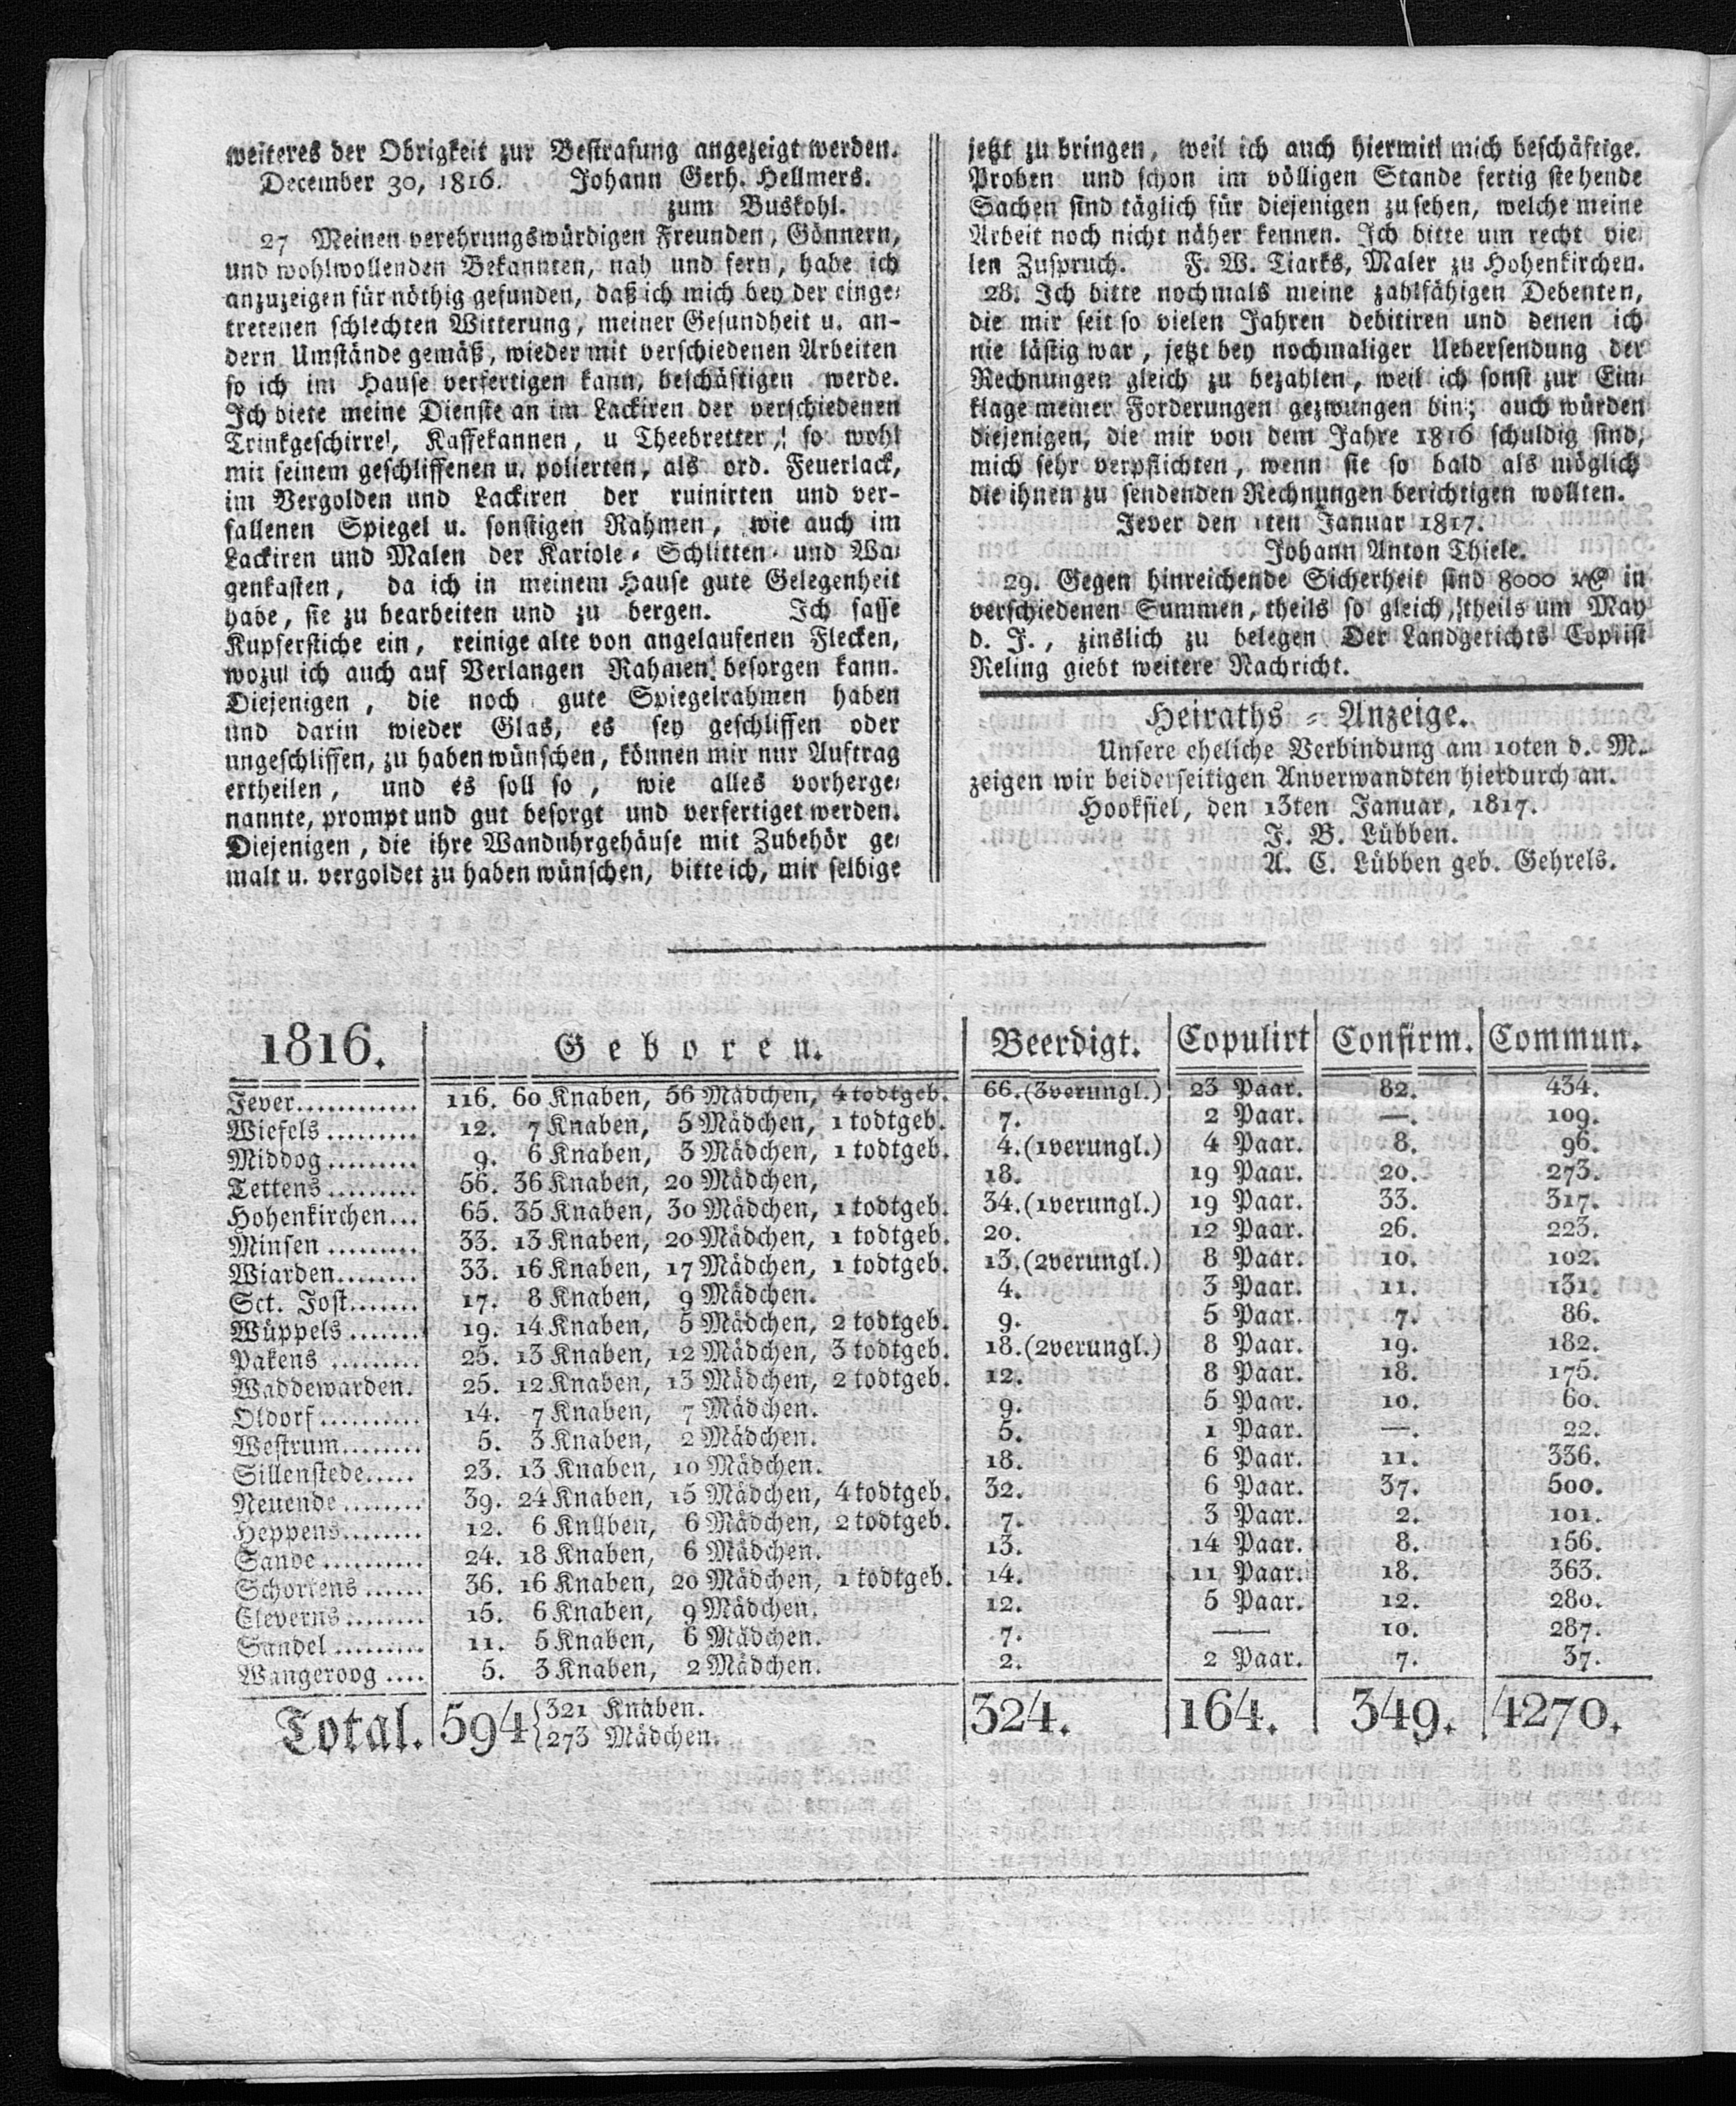 weiteres der Obrigkeit zur Bestrafung angezeigt werden.
December 30, 1816. Johann Gerh. Hellmers.
zum Buskohl.
27 Meinen verehrungswürdigen Freunden, Gönnern,
und wohlwollenden Bekannten, nah und fern, habe ich
anzuzeigen für nöthig gefunden, daß ich mich bey der einge-
tretenen schlechten Witterung, meiner Gesundheit u. an-
dern Umstände gemäß, wieder mit verschiedenen Arbeiten
so ich im Hause verfertigen kann, beschäftigen werde.
Ich biete meine Dienste an im Lackiren der verschiedenen
Trinkgeschirre, Kaffekannen, u Theebretter, so wohl
mit feinem geschliffenen u. polierten, als ord. Feuerlack,
im Vergolden und Lackiren der ruinirten und ver-
fallenen Spiegel u. sonstigen Rahmen, wie auch im
Lackiren und Malen der Kariole- Schlitten- und Wa-
genkasten, da ich in meinem Hause gute Gelegenheit
habe, sie zu bearbeiten und zu bergen. Ich fasse
Kupferstiche ein, reinige alte von angelaufenen Flecken,
wozu ich auch auf Verlangen Rahmen besorgen kann.
Diejenigen, die noch gute Spiegelrahmen haben
und darin wieder Glas, es sey geschliffen oder
ungeschliffen, zu haben wünschen, können mir nur Auftrag
ertheilen, und es soll so, wie alles vorherge-
nannte, prompt und gut besorgt und verfertiget werden.
Diejenigen, die ihre Wanduhrgehäuse mit Zubehör ge-
malt u. vergoldet zu haben wünschen, bitte ich, mir selbige
jetzt zu bringen, weil ich auch hiermit mich beschäftige.
Proben und schon im völligen Stande fertig stehende
Sachen sind täglich für diejenigen zu sehen, welche meine
Arbeit noch nicht näher kennen. Ich bitte um recht vie
len Zuspruch. F. W. Tiarks, Maler zu Hohenkirchen.
28. Ich bitte nochmals meine zahlfähigen Debenten,
die mir seit so vielen Jahren debitiren und denen ich
nie lästig war, jetzt bey nochmaliger Uebersendung der
Rechnungen gleich zu bezahlen, weil ich sonst zur Ein-
klage meiner Forderungen gezwungen bin; auch würden
diejenigen, die mir von dem Jahre 1816 schuldig sind,
mich sehr verpflichten, wenn sie so bald als möglich
die ihnen zu sendenden Rechnungen berichtigen wollten.
Jever den 1ten Januar 1817.
Johann Anton Thiele.
29. Gegen hinreichende Sicherheit sind 8000 in
verschiedenen Summen, theils so gleich, theils um May
d. J., zinslich zu belegen Der Landgerichts Copiist
Reling giebt weitere Nachricht.
Heiraths-Anzeige.
Unsere eheliche Verbindung am 10ten d. M.
zeigen wir beiderseitigen Anverwandten hierdurch an.
Hooksiel, den 13ten Januar, 1817.
J. B. Lübben.
A. C. Lübben geb. Gehrels.
1816. Geboren. Beerdigt. Copulirt Confirm. Commun.
Jever............ 116. 60 Knaben, 56 Mädchen, 4 todtgeb. 66.(3verungl.) 23 Paar. 82. 434.
Wiefels ......... 12. 7 Knaben, 5 Mädchen, 1 todtgeb. 7. 2 Paar. —. 109.
Middog ......... 9. 6 Knaben, 3 Mädchen, 1 todtgeb. 4.(1verungl.) 4 Paar. 8. 96.
Tettens ......... 56. 36 Knaben, 20 Mädchen, 18. 19 Paar. 20. 273.
Hohenkirchen... 65. 35 Knaben, 30 Mädchen, 1 todtgeb. 34.(1verungl.) 19 Paar. 33. 317.
Minsen ......... 33. 13 Knaben, 20 Mädchen, 1 todtgeb. 20. 12 Paar. 26. 223.
Wiarden........ 33. 16 Knaben, 17 Mädchen, 1 todtgeb. 13.(2verungl.) 8 Paar. 10. 102.
Sct. Jost....... 17. 8 Knaben, 9 Mädchen. 4. 3 Paar. 11. 131.
Wüppels ........ 19. 14 Knaben, 5 Mädchen, 2 todtgeb. 9. 5 Paar. 7. 86.
Pakens ......... 25. 13 Knaben, 12 Mädchen, 3 todtgeb. 18.(2verungl.) 8 Paar. 19. 182.
Waddewarden. 25. 12 Knaben, 13 Mädchen, 2 todtgeb. 12. 8 Paar. 18. 175.
Oldorf.......... 14. 7 Knaben, 7 Mädchen. 9. 5 Paar. 10. 60.
Westrum........ 5. 3 Knaben, 2 Mädchen. 5. 1 Paar. —. 22.
Sillenstede..... 23. 13 Knaben, 10 Mädchen. 18. 6 Paar. 11. 336.
Neuende ........ 39. 24 Knaben, 15 Mädchen, 4 todtgeb. 32. 6 Paar. 37. 500.
Heppens........ 12. 6 Knüben, 6 Mädchen, 2 todtgeb. 7. 3 Paar. 2. 101.
Sande .......... 24. 18 Knaben, 6 Mädchen. 13. 14 Paar. 8. 156.
Schortens ...... 36. 16 Knaben, 20 Mädchen, 1 todtgeb. 14. 11 Paar. 18. 363.
Cleverns........ 15. 6 Knaben, 9 Mädchen. 12. 5 Paar. 12. 280.
Sandel ......... 11. 5 Knaben, 6 Mädchen. 7. — 10. 287.
Wangeroog .... 5. 3 Knaben, 2 Mädchen. 2. 2 Paar. 7. 37.
Total. 594 {321 Knaben. 324. 164. 349. 4270.
{273 Mädchen.